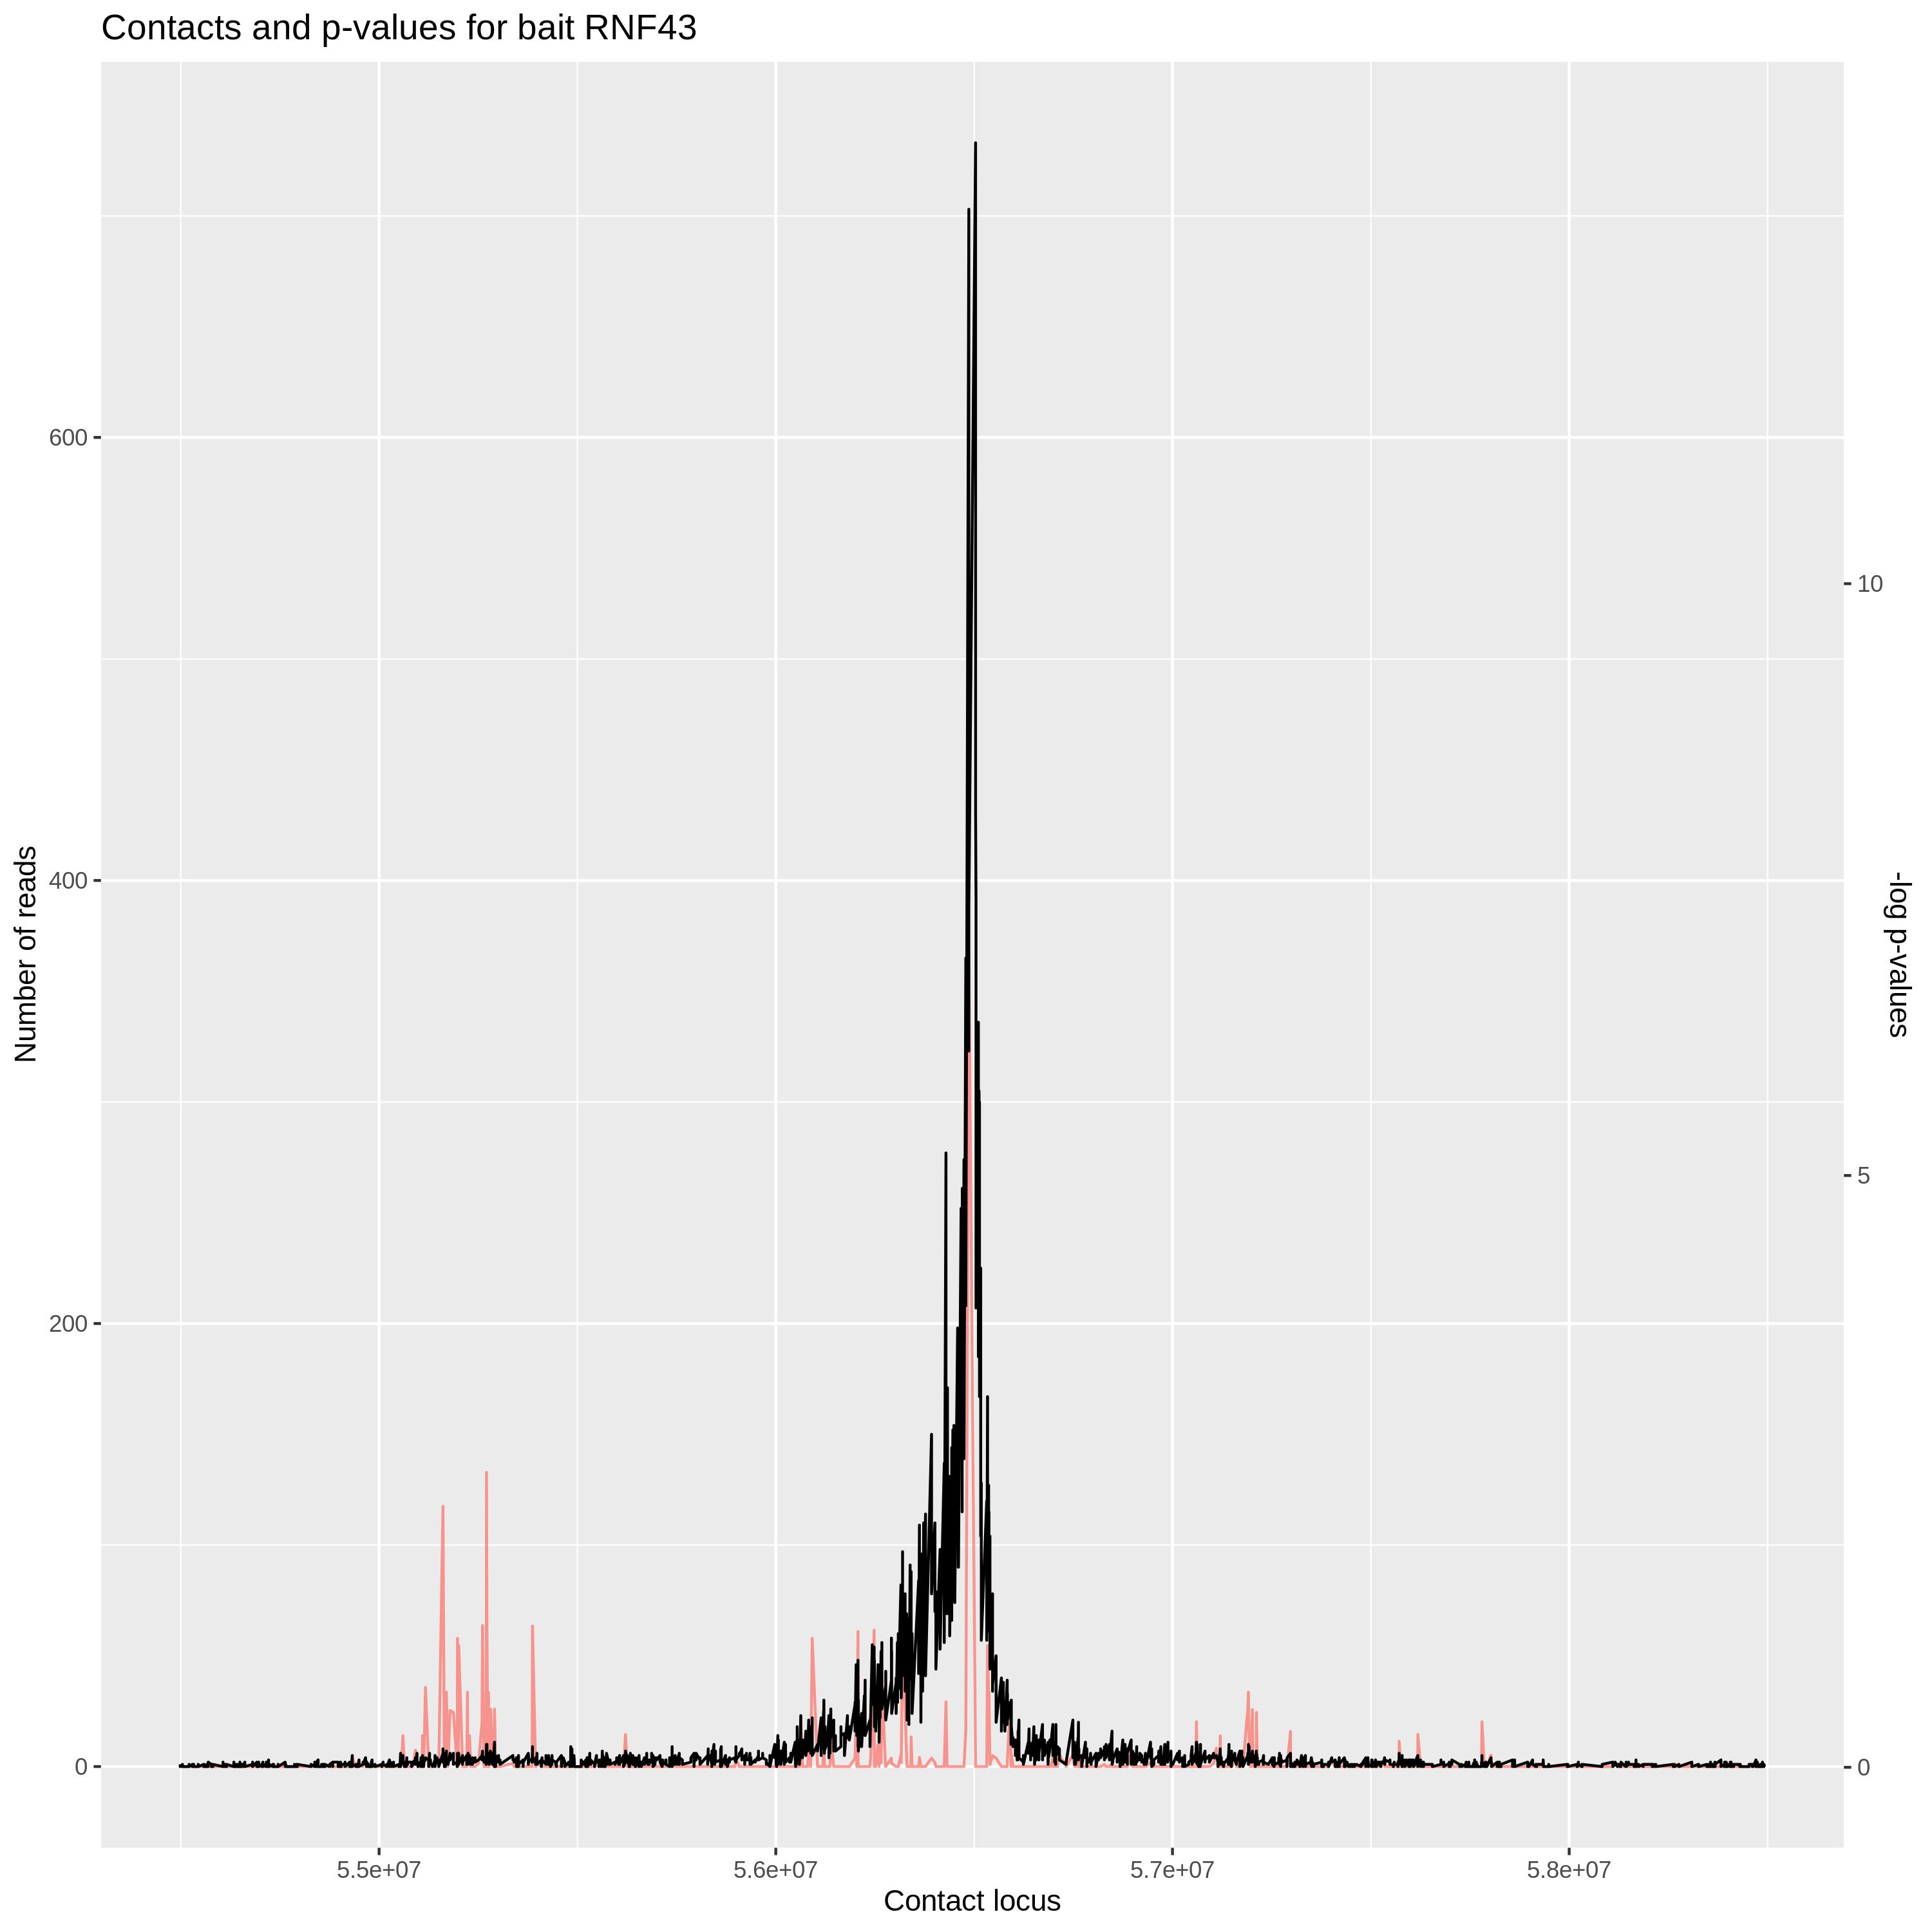 Contacts and p-values for bait RNF43
Number of reads
600
400
200
0
10
5
0
-log p-values
5.5e+07 5.6e+07 5.7e+07 5.8e+07
Contact locus